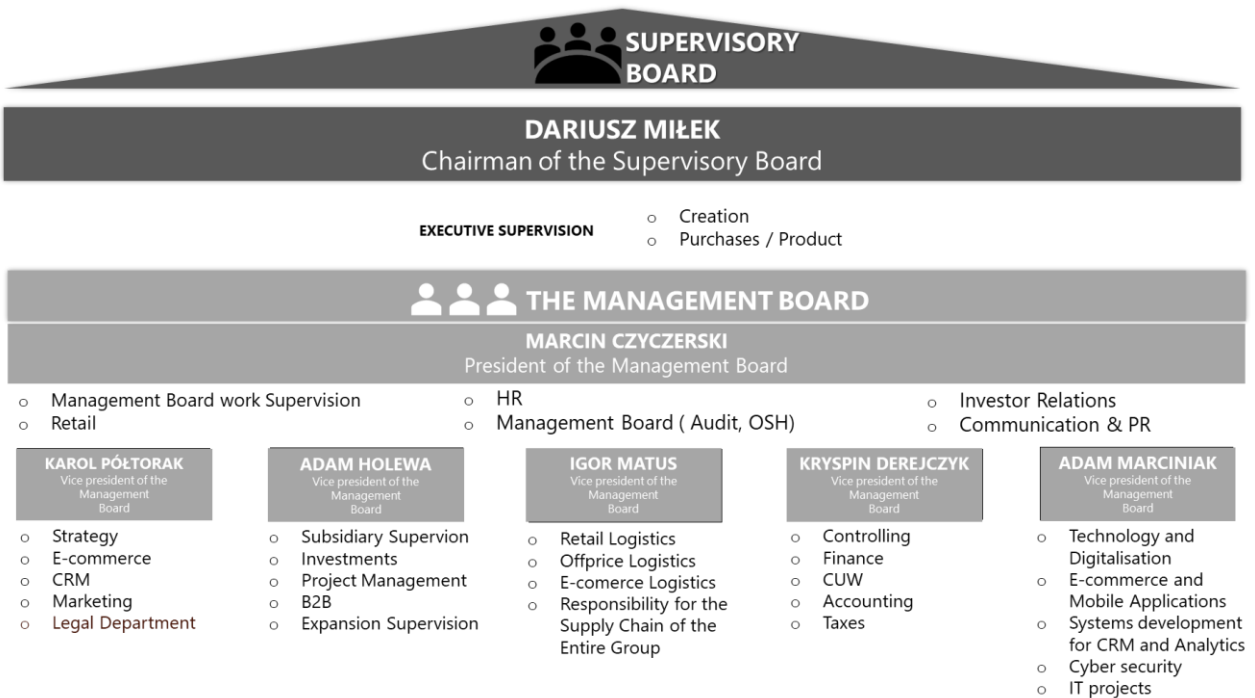 SUPERVISORY
BOARD
DARIUSZ MIŁEK
Chairman of the Supervisory Board
EXECUTIVE SUPERVISION
o Creation
o Purchases / Product
THE MANAGEMENT BOARD
MARCIN CZYCZERSKI
President of the Management Board
o Management Board work Supervision
o Retail
o HR
o Management Board ( Audit, OSH)
o Investor Relations
o Communication & PR
KAROL PÓŁTORAK
Vice president of the
Management
Board
o Strategy
o E-commerce
o CRM
o Marketing
o Legal Department
ADAM HOLEWA
Vice president of the
Management
Board
o Subsidiary Supervion
o Investments
o Project Management
o B2B
o Expansion Supervision
IGOR MATUS
Vice president of the
Management
Board
o Retail Logistics
o Offprice Logistics
o E-comerce Logistics
o Responsibility for the
Supply Chain of the
Entire Group
KRYSPIN DEREJCZYK
Vice president of the
Management
Board
o Controlling
o Finance
o CUW
o Accounting
o Taxes
ADAM MARCINIAK
Vice president of the
Management
Board
o Technology and
Digitalisation
o E-commerce and
Mobile Applications
o Systems development
for CRM and Analytics
o Cyber security
o IT projects